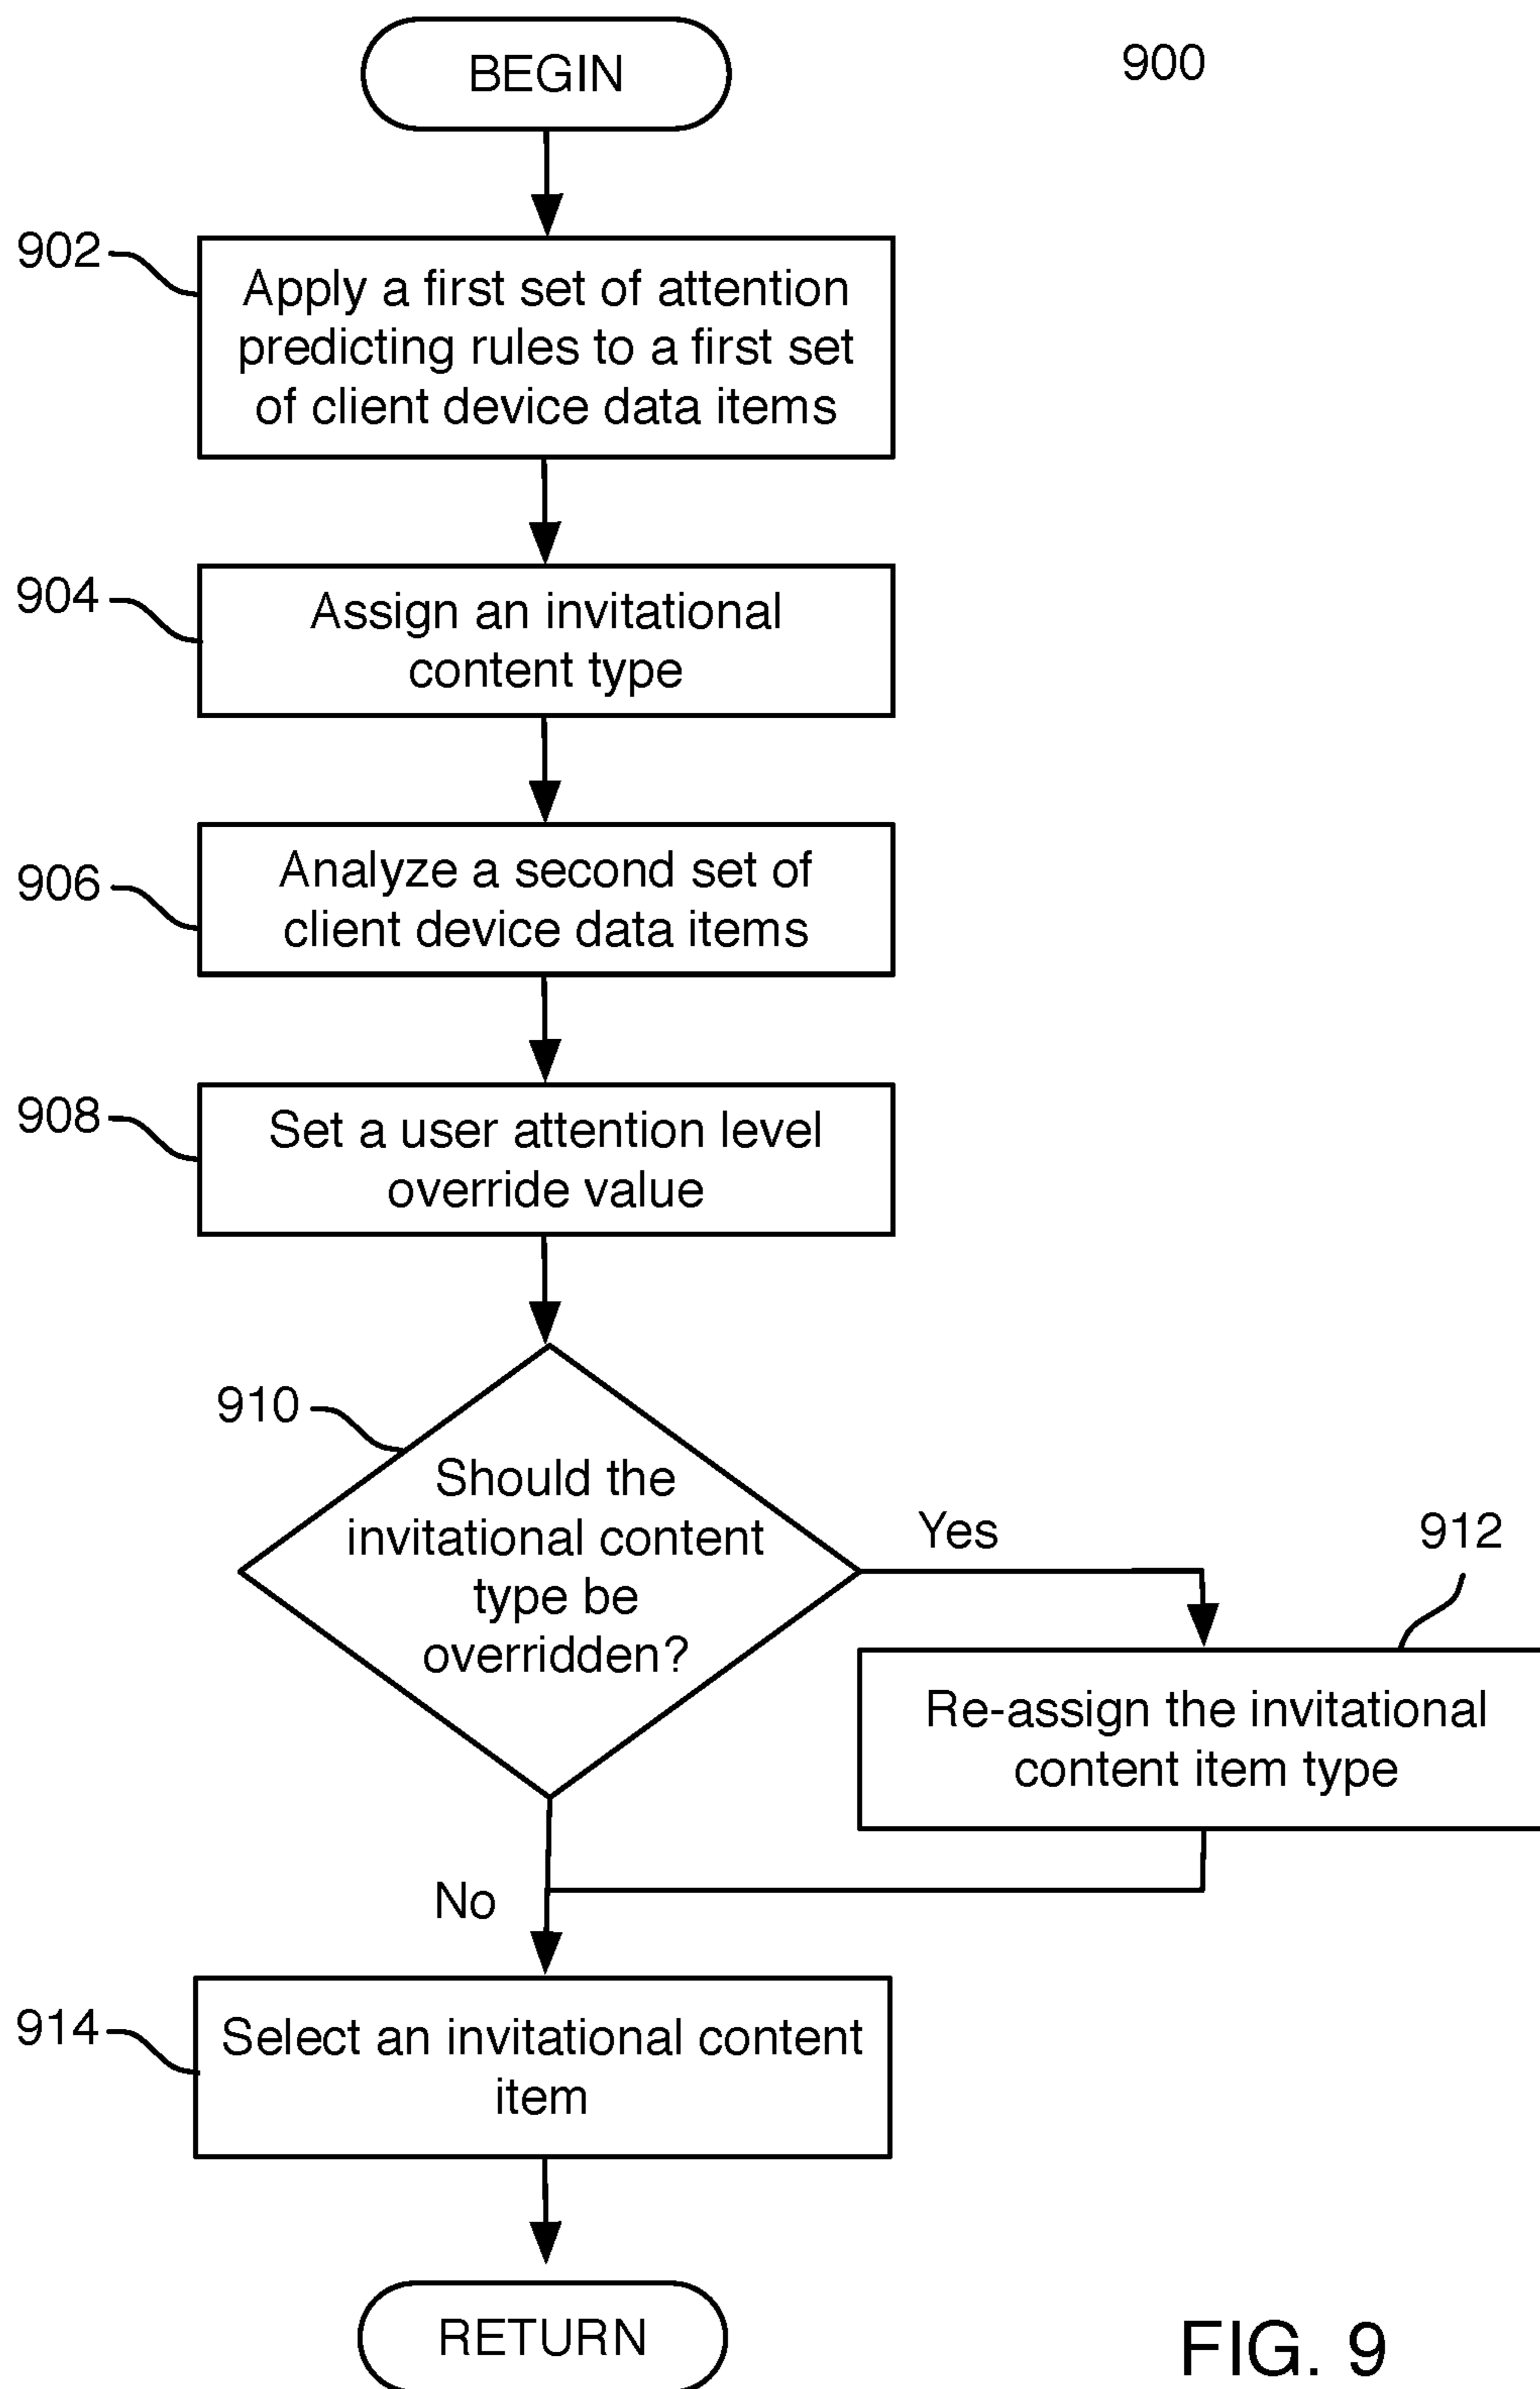 BEGIN
900
902
Apply a first set of attention
predicting rules to a first set
of client device data items
904
Assign an invitational
content type
906
Analyze a second set of
client device data items
908
Set a user attention level
override value
910
Should the
invitational content
type be
overridden?
Yes
912
Re-assign the invitational
content item type
No
914
Select an invitational content
item
RETURN
FIG. 9